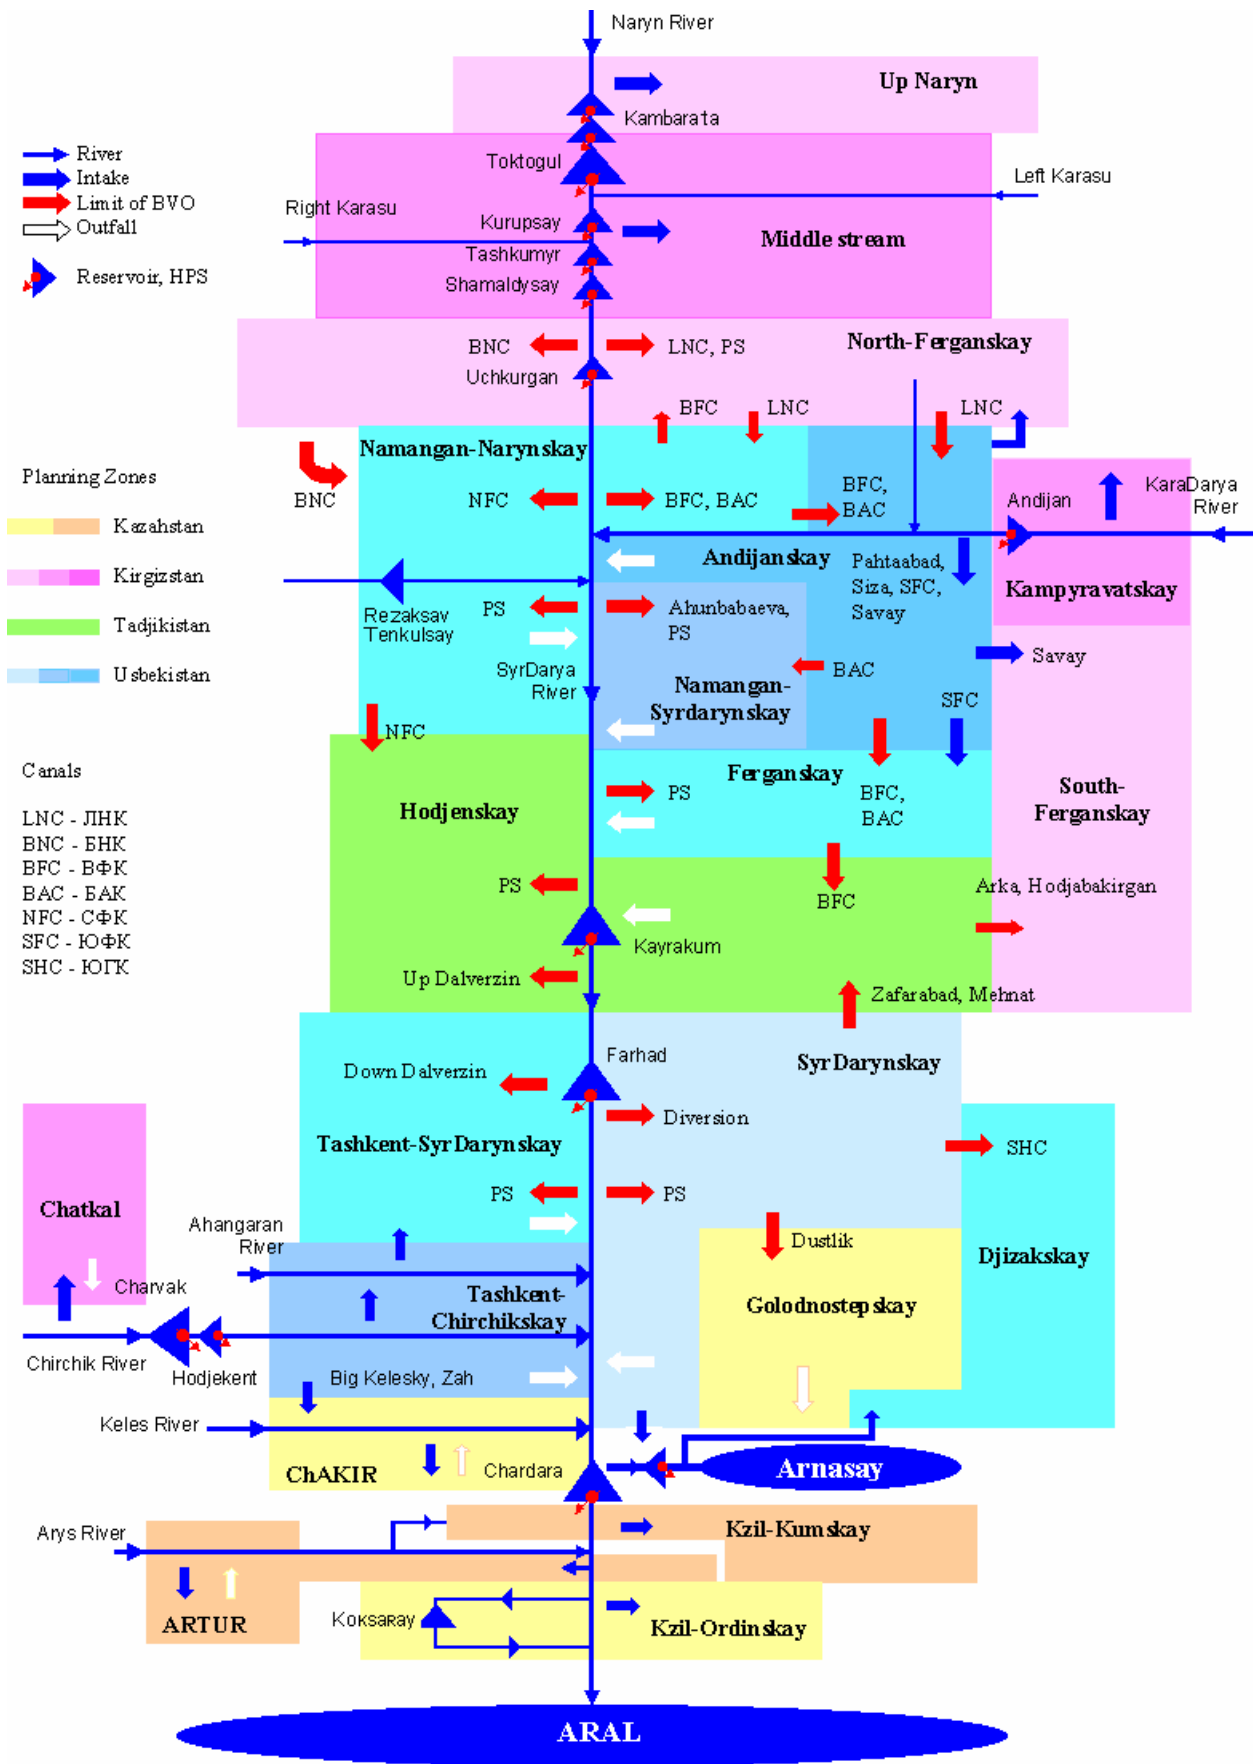 Naryn River
Up Naryn
Kambarata
River
Intake
Limit of BVO
Outfall
Reservoir, HPS
Toktogul
Left Karasu
Right Karasu
Kurupsay
Middle stream
Tashkumyr
Shamaldysay
North-Ferganskay
BNC
LNC, PS
Uchkurgan
BFC
LNC
LNC
Namangan-Narynskay
BNC
NFC
BFC, BAC
BFC,
BAC
Andijan
KaraDarya
River
Planning Zones
Kazahstan
Kirgizstan
Tadjikistan
Usbekistan
Andijanskay
Pahtaabad,
Siza, SFC,
Savay
Kampyravatskay
Rezaksav
Tenkulsay
PS
Ahunbabaeva,
PS
SyrDarya
River
BAC
Savay
Namangan-
Syrdarynskay
SFC
NFC
Canals
LNC - ЛНК
BNC - БНК
BFC - ВФК
BAC - БАК
NFC - СФК
SFC - ЮФК
SHC - ЮГК
Ferganskay
Hodjenskay
PS
BFC,
BAC
South-
Ferganskay
PS
BFC
Arka, Hodjabakirgan
Kayrakum
Up Dalverzin
Zafarabad, Mehnat
Farhad
SyrDarynskay
Down Dalverzin
Diversion
Tashkent-SyrDarynskay
SHC
Chatkal
PS
PS
Ahangaran
River
Dustlik
Djizakskay
Charvak
Tashkent-
Chirchikskay
Golodnostepskay
Chirchik River
Hodjekent
Big Kelesky, Zah
Keles River
ChAKIR
Chardara
Arnasay
Arys River
Kzil-Kumskay
ARTUR
Koksaray
Kzil-Ordinskay
ARAL